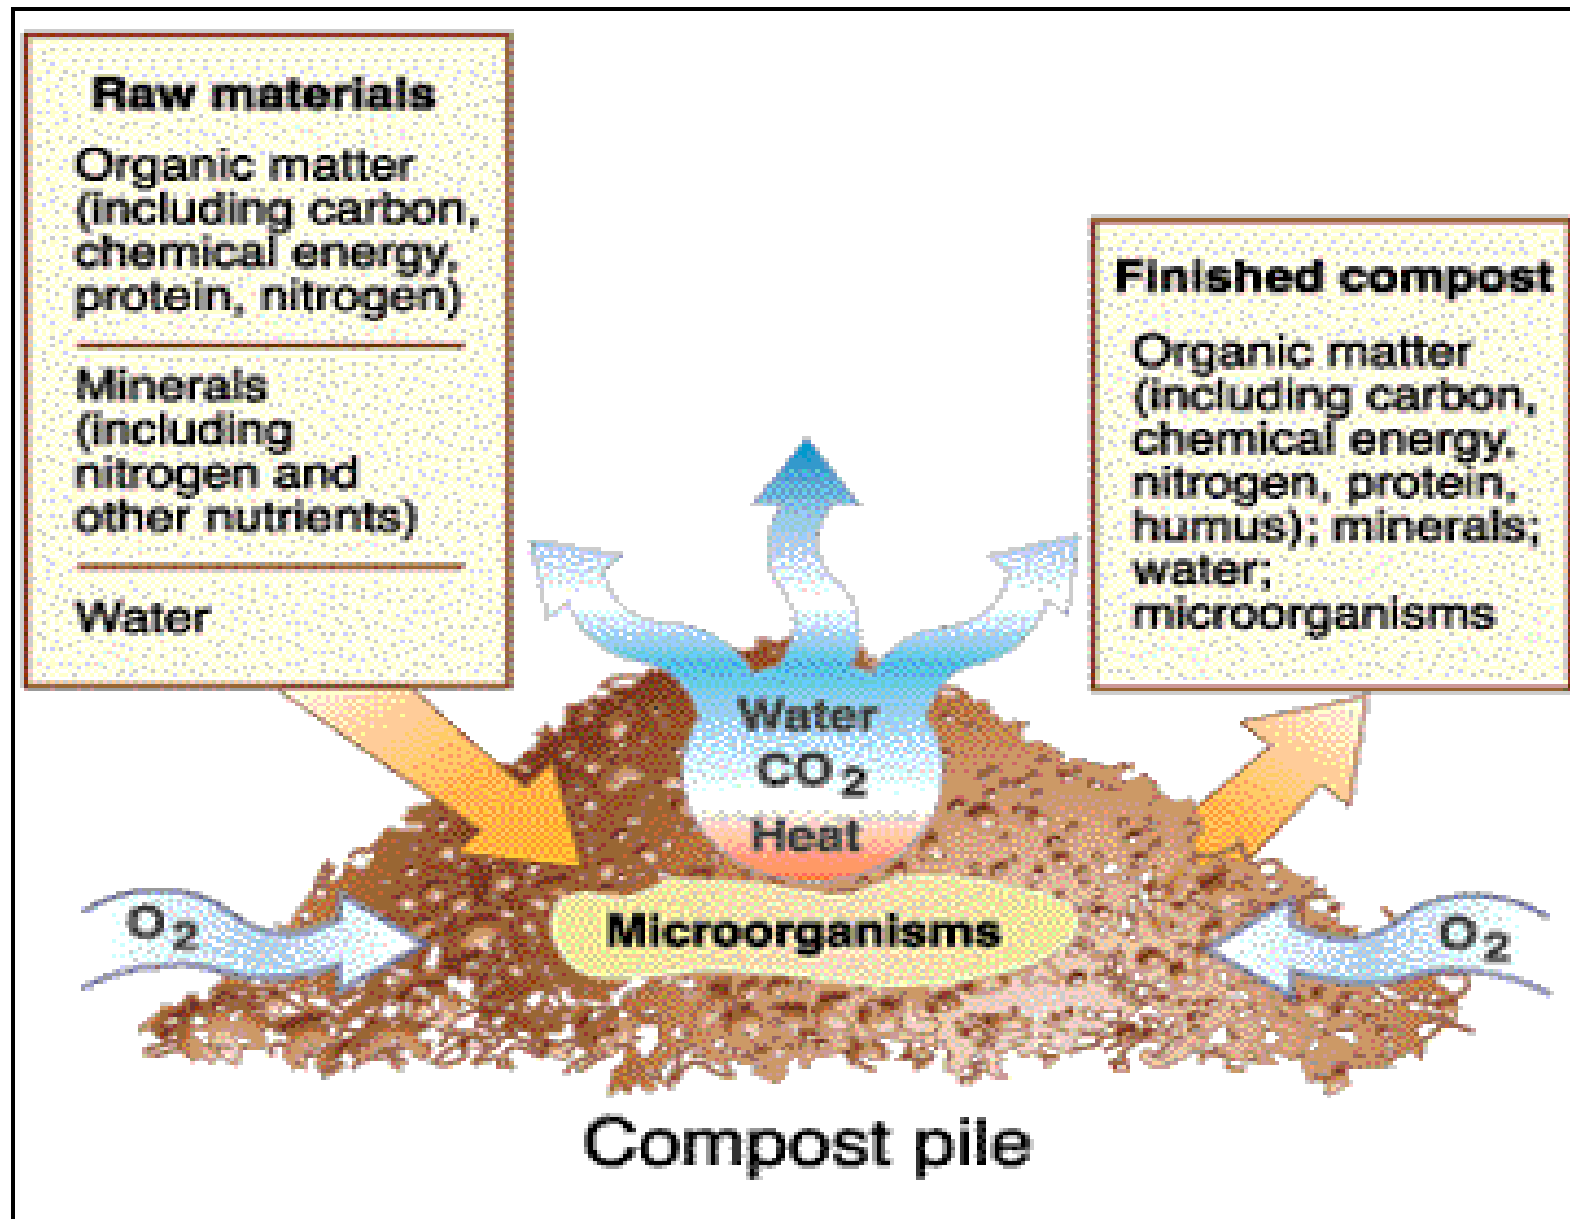 Raw materials
Organic matter
(including carbon,
chemical energy,
protein, nitrogen)
Minerals
(including
nitrogen and
other nutrients)
Water
Finished compost
Organic matter
(including carbon,
chemical energy,
nitrogen, protein,
humus); minerals;
water;
microorganisms
Water
CO2
Heat
Microorganisms
O2
O2
Compost pile